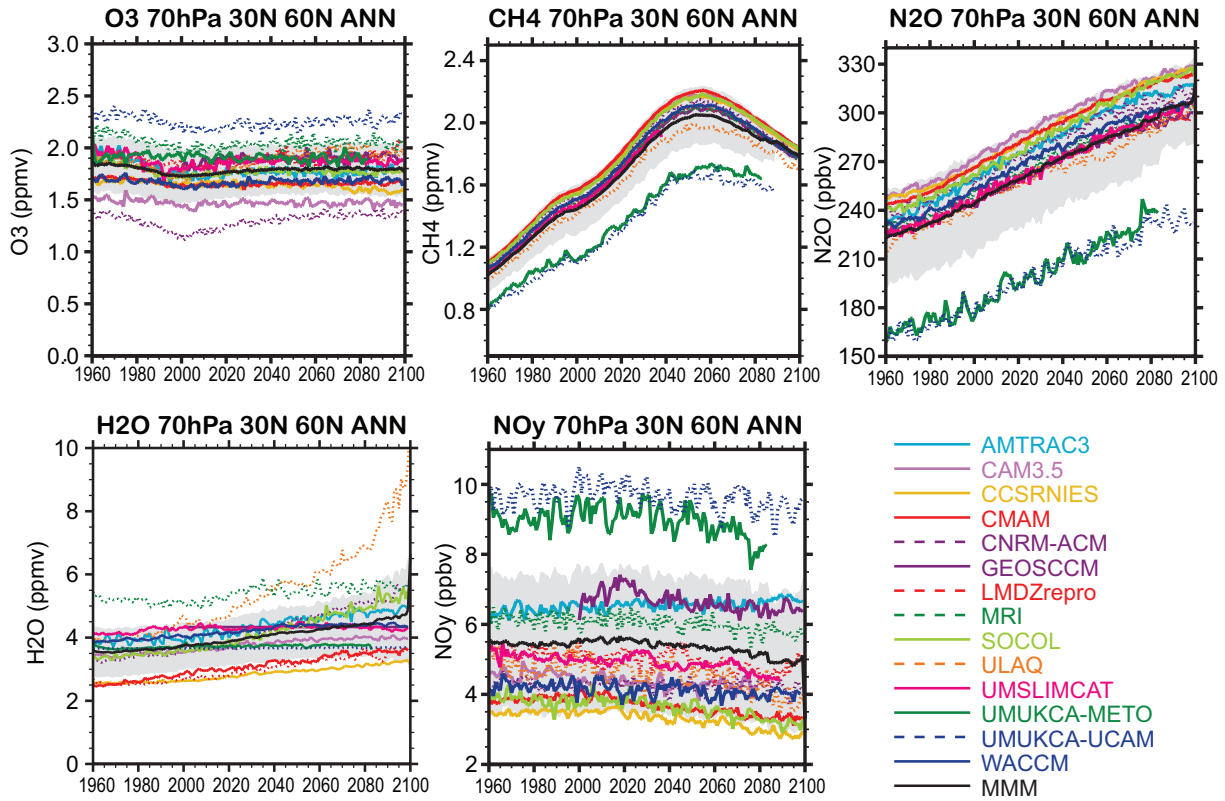 O3 70hPa 30N 60N ANN
3.0
2.5
2.0
1.5
1.0
0.5
0.0
O3 (ppmv)
1960 1980 2000 2020 2040 2060 2080 2100
CH4 70hPa 30N 60N ANN
2.4
2.0
1.6
1.2
0.8
CH4 (ppmv)
1960 1980 2000 2020 2040 2060 2080 2100
N2O 70hPa 30N 60N ANN
330
300
270
240
210
180
150
N2O (ppbv)
1960 1980 2000 2020 2040 2060 2080 2100
H2O 70hPa 30N 60N ANN
10
8
6
4
2
0
H2O (ppmv)
1960 1980 2000 2020 2040 2060 2080 2100
NOy 70hPa 30N 60N ANN
10
8
6
4
2
NOy (ppbv)
1960 1980 2000 2020 2040 2060 2080 2100
AMTRAC3
CAM3.5
CCSRNIES
CMAM
CNRM-ACM
GEOSCCM
LMDZrepro
MRI
SOCOL
ULAQ
UMSLIMCAT
UMUKCA-METO
UMUKCA-UCAM
WACCM
MMM